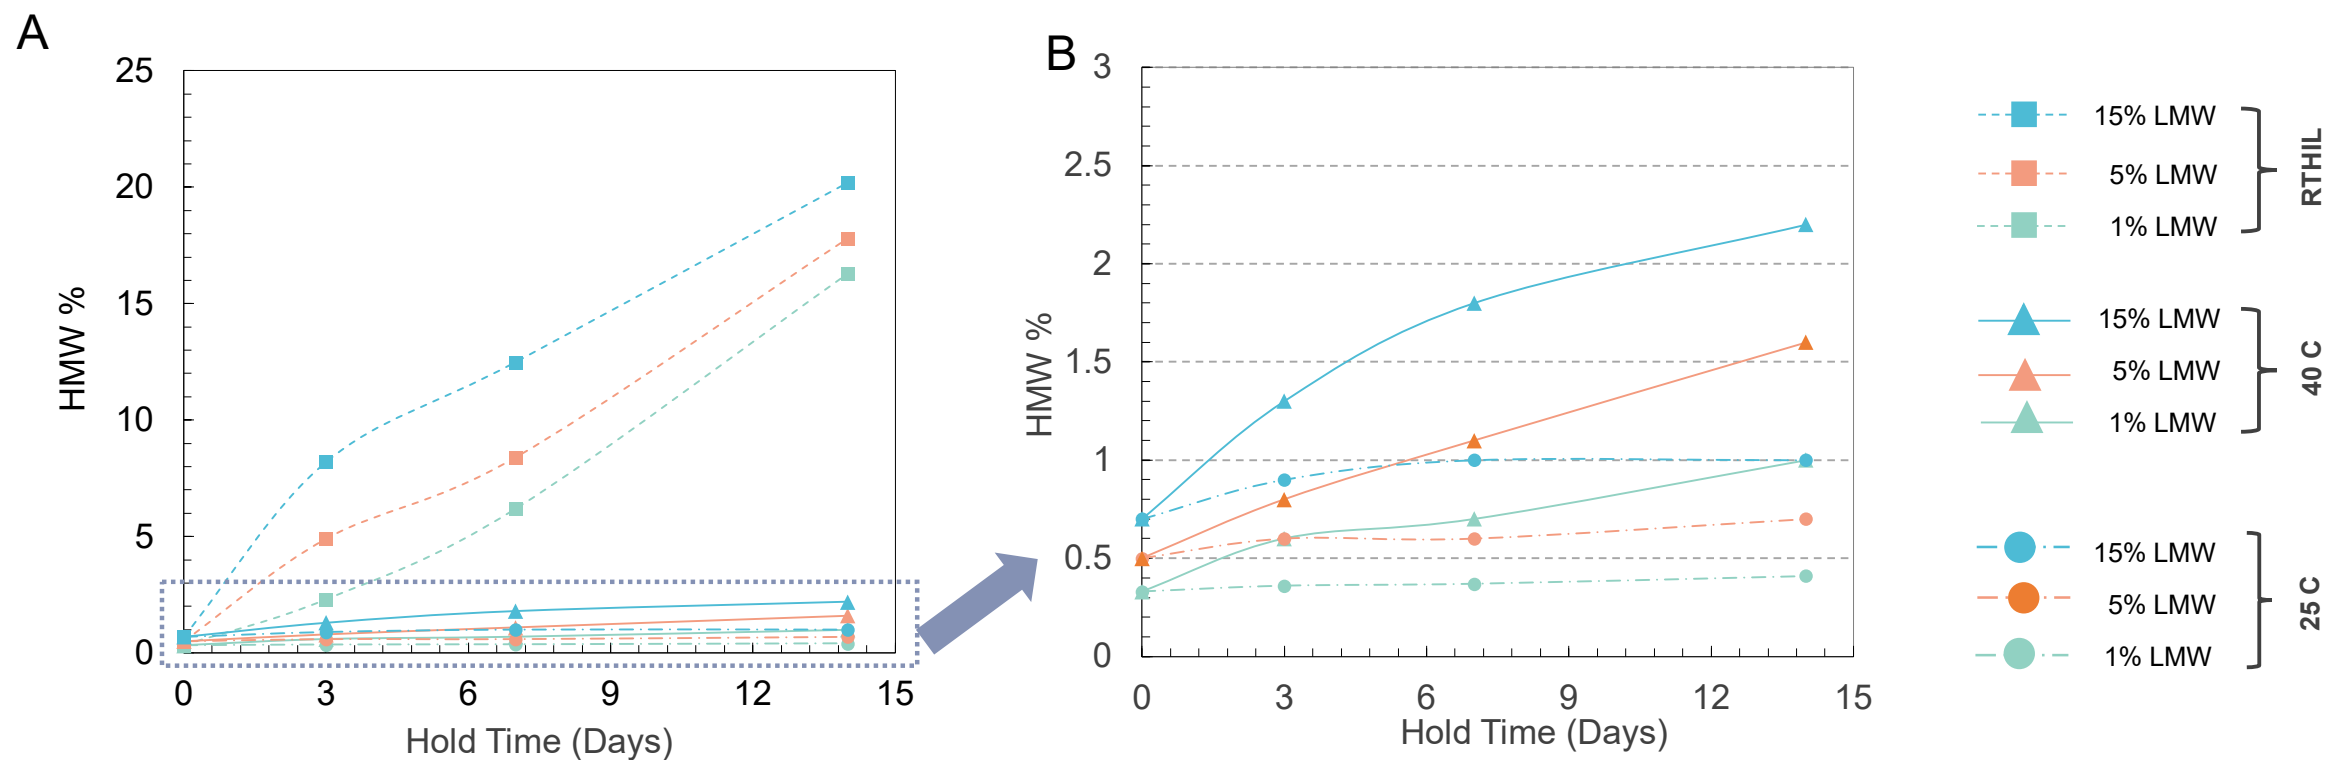 A
25
20
15
10
5
0
HMW %
0 3 6 9 12 15
Hold Time (Days)
B
3
2.5
2
1.5
1
0.5
0
HMW %
0 3 6 9 12 15
Hold Time (Days)
15% LMW
5% LMW
1% LMW
RTHIL
15% LMW
5% LMW
1% LMW
40 C
15% LMW
5% LMW
1% LMW
25 C